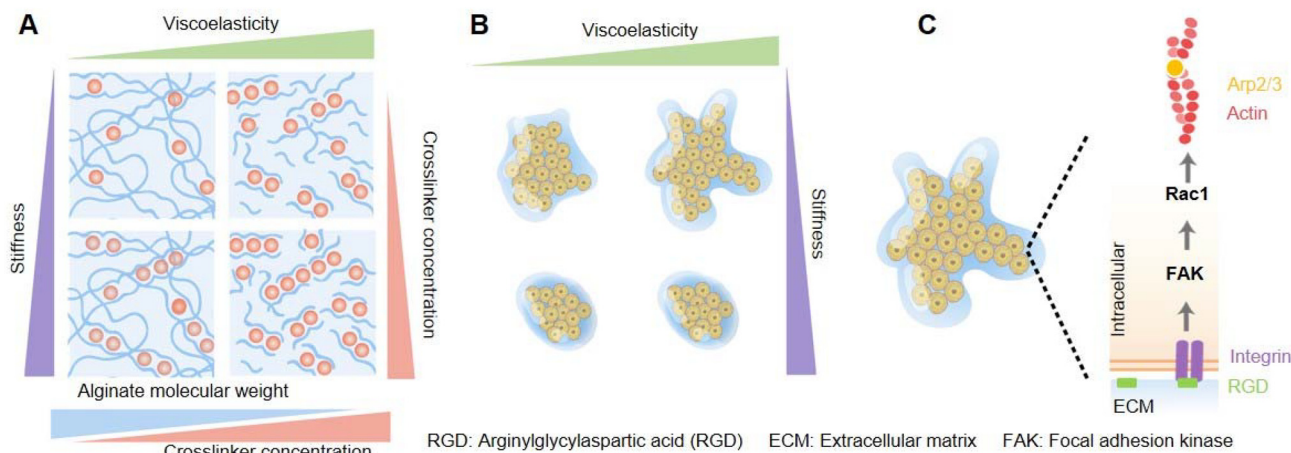 A
Viscoelasticity
Stiffness
Crosslinker concentration
Alginate molecular weight
Crosslinker concentration
B
Viscoelasticity
Stiffness
C
Arp2/3
Actin
Rac1
FAK
Intracellular
Integrin
RGD
ECM
RGD: Arginylglycylaspartic acid (RGD) ECM: Extracellular matrix FAK: Focal adhesion kinase